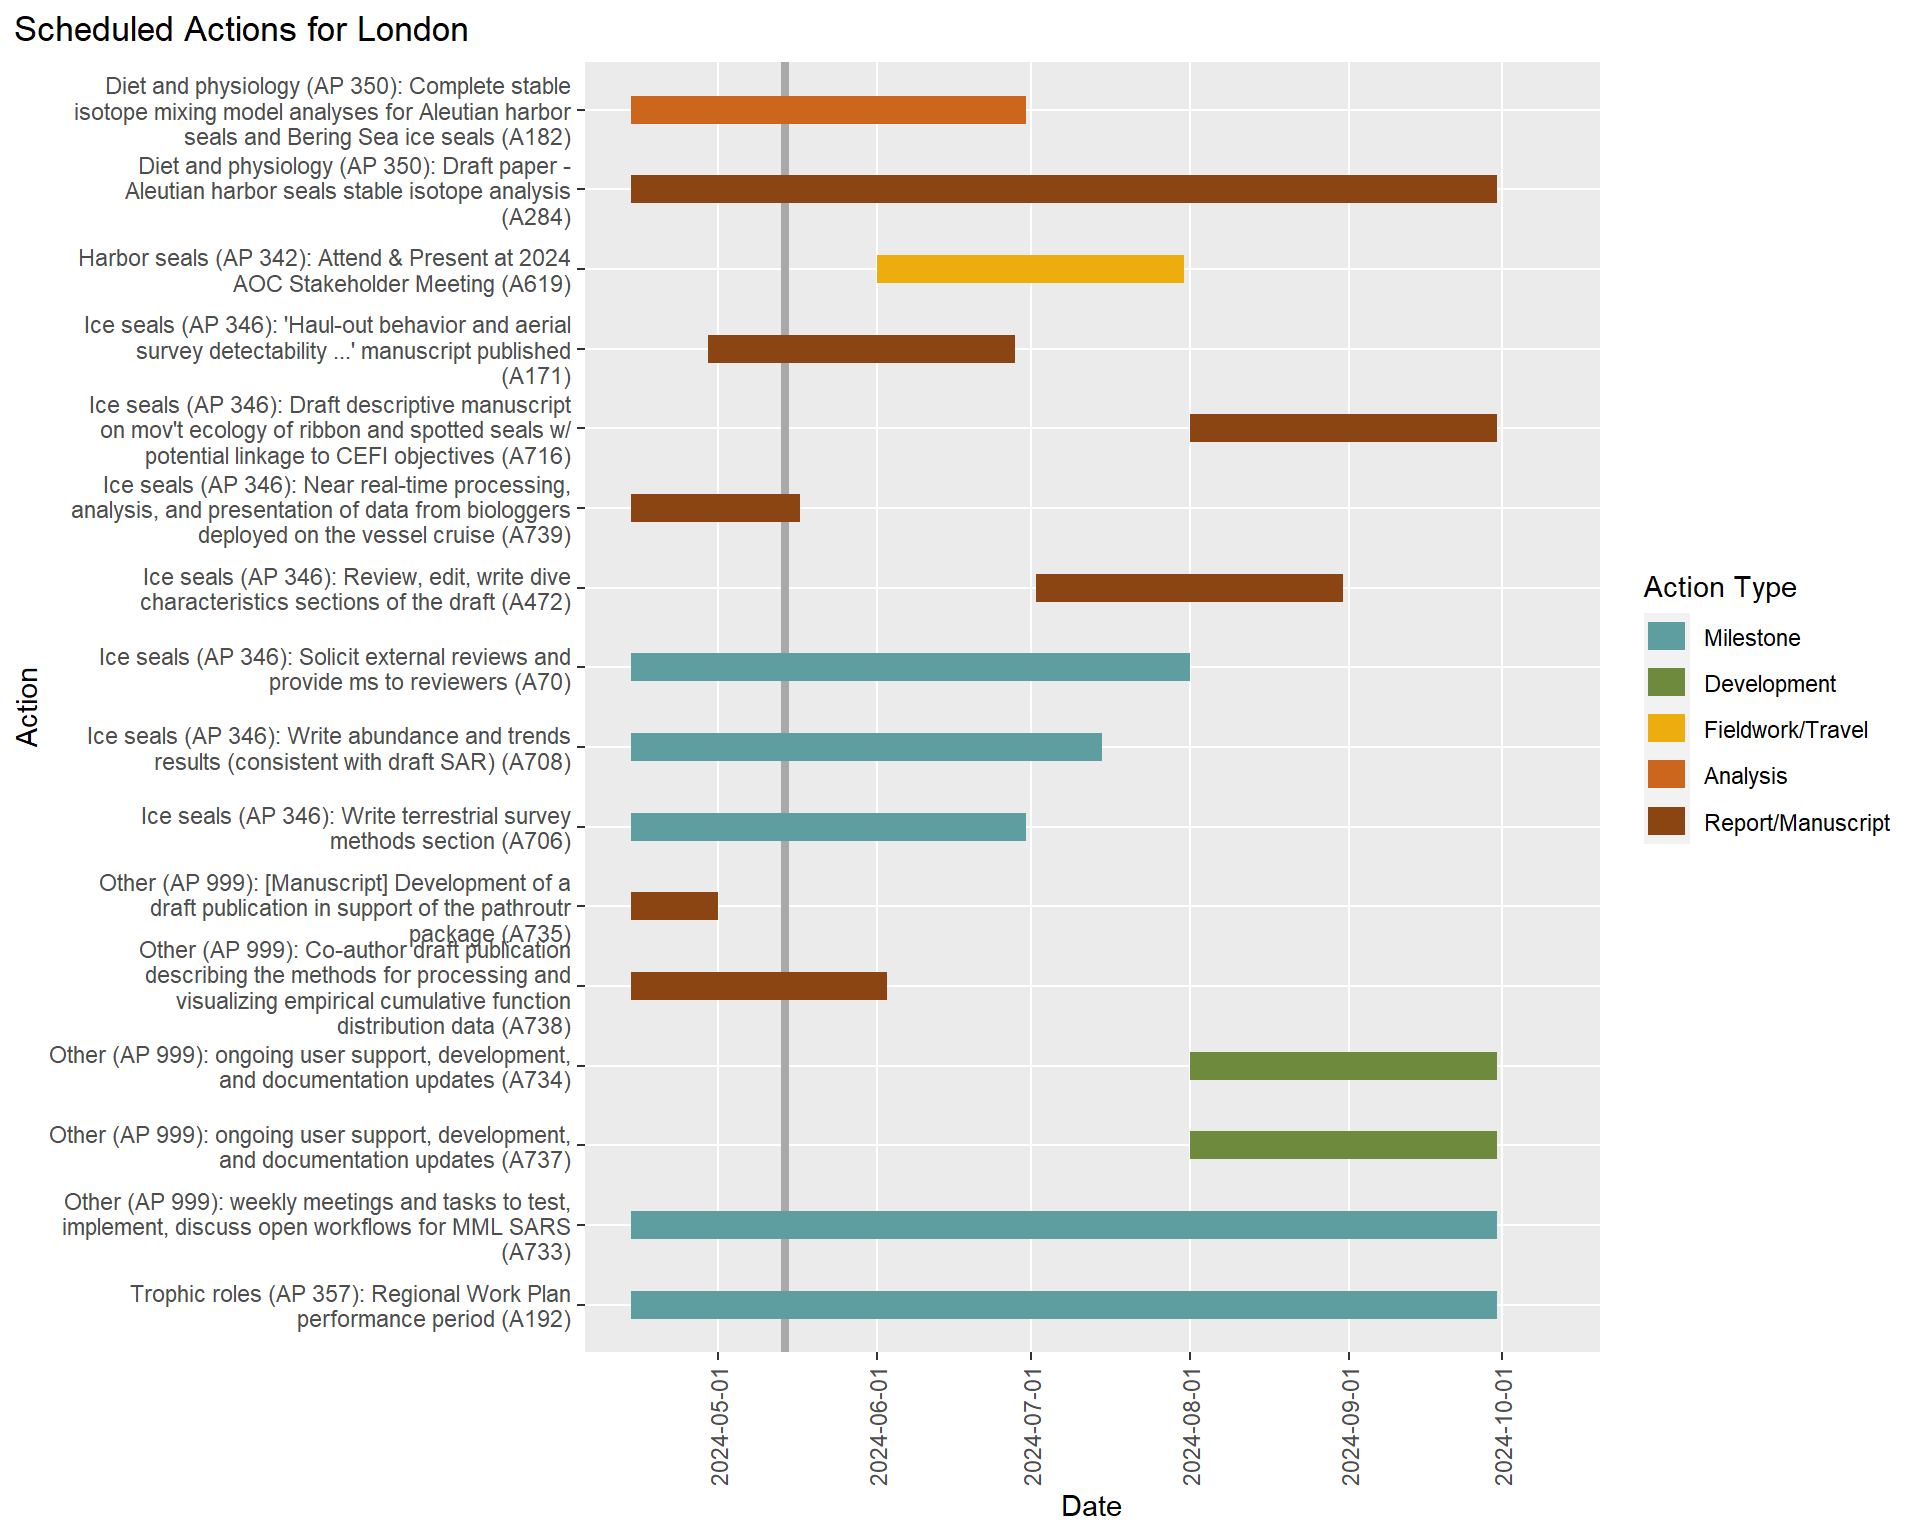 Scheduled Actions for London
Diet and physiology (AP 350): Complete stable
isotope mixing model analyses for Aleutian harbor
seals and Bering Sea ice seals (A182)
Diet and physiology (AP 350): Draft paper -
Aleutian harbor seals stable isotope analysis
(A284)
Harbor seals (AP 342): Attend & Present at 2024
AOC Stakeholder Meeting (A619)
Ice seals (AP 346): 'Haul-out behavior and aerial
survey detectability ...' manuscript published
(A171)
Ice seals (AP 346): Draft descriptive manuscript
on mov't ecology of ribbon and spotted seals w/
potential linkage to CEFI objectives (A716)
Ice seals (AP 346): Near real-time processing,
analysis, and presentation of data from biologgers
deployed on the vessel cruise (A739)
Ice seals (AP 346): Review, edit, write dive
characteristics sections of the draft (A472)
Ice seals (AP 346): Solicit external reviews and
provide ms to reviewers (A70)
Ice seals (AP 346): Write abundance and trends
results (consistent with draft SAR) (A708)
Ice seals (AP 346): Write terrestrial survey
methods section (A706)
Other (AP 999): [Manuscript] Development of a
draft publication in support of the pathroutr
package (A735)
Other (AP 999): Co-author draft publication
describing the methods for processing and
visualizing empirical cumulative function
distribution data (A738)
Other (AP 999): ongoing user support, development,
and documentation updates (A734)
Other (AP 999): ongoing user support, development,
and documentation updates (A737)
Other (AP 999): weekly meetings and tasks to test,
implement, discuss open workflows for MML SARS
(A733)
Trophic roles (AP 357): Regional Work Plan
performance period (A192)
Action
2024-05-01
2024-06-01
2024-07-01
2024-08-01
2024-09-01
2024-10-01
Date
Action Type
Milestone
Development
Fieldwork/Travel
Analysis
Report/Manuscript